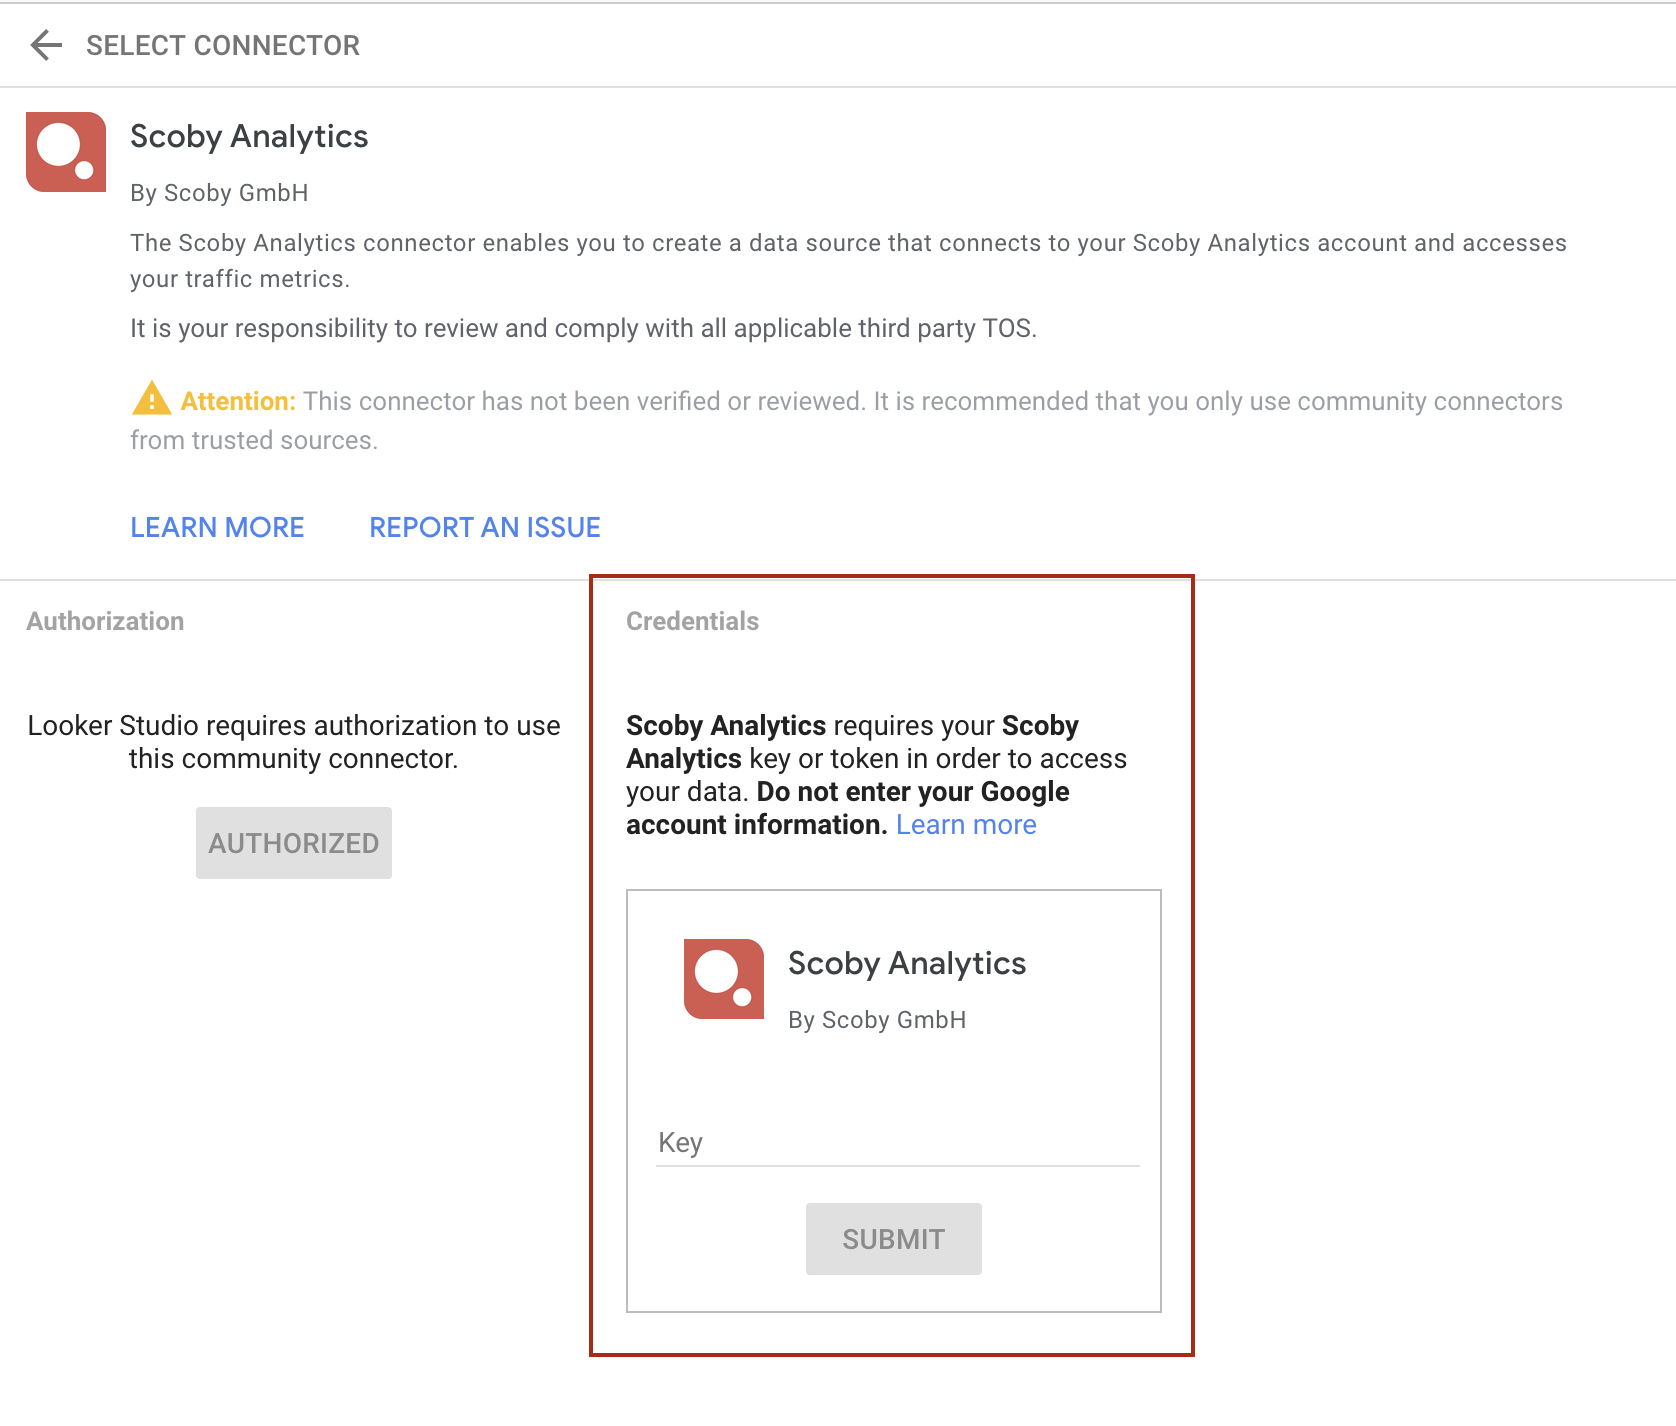 SELECT CONNECTOR
Scoby Analytics
By Scoby GmbH
The Scoby Analytics connector enables you to create a data source that connects to your Scoby Analytics account and accesses
your traffic metrics.
It is your responsibility to review and comply with all applicable third party TOS.
Attention: This connector has not been verified or reviewed. It is recommended that you only use community connectors
from trusted sources.
LEARN MORE REPORT AN ISSUE
Authorization
Looker Studio requires authorization to use
this community connector.
AUTHORIZED
Credentials
Scoby Analytics requires your Scoby
Analytics key or token in order to access
your data. Do not enter your Google
account information. Learn more
Scoby Analytics
By Scoby GmbH
Key
SUBMIT